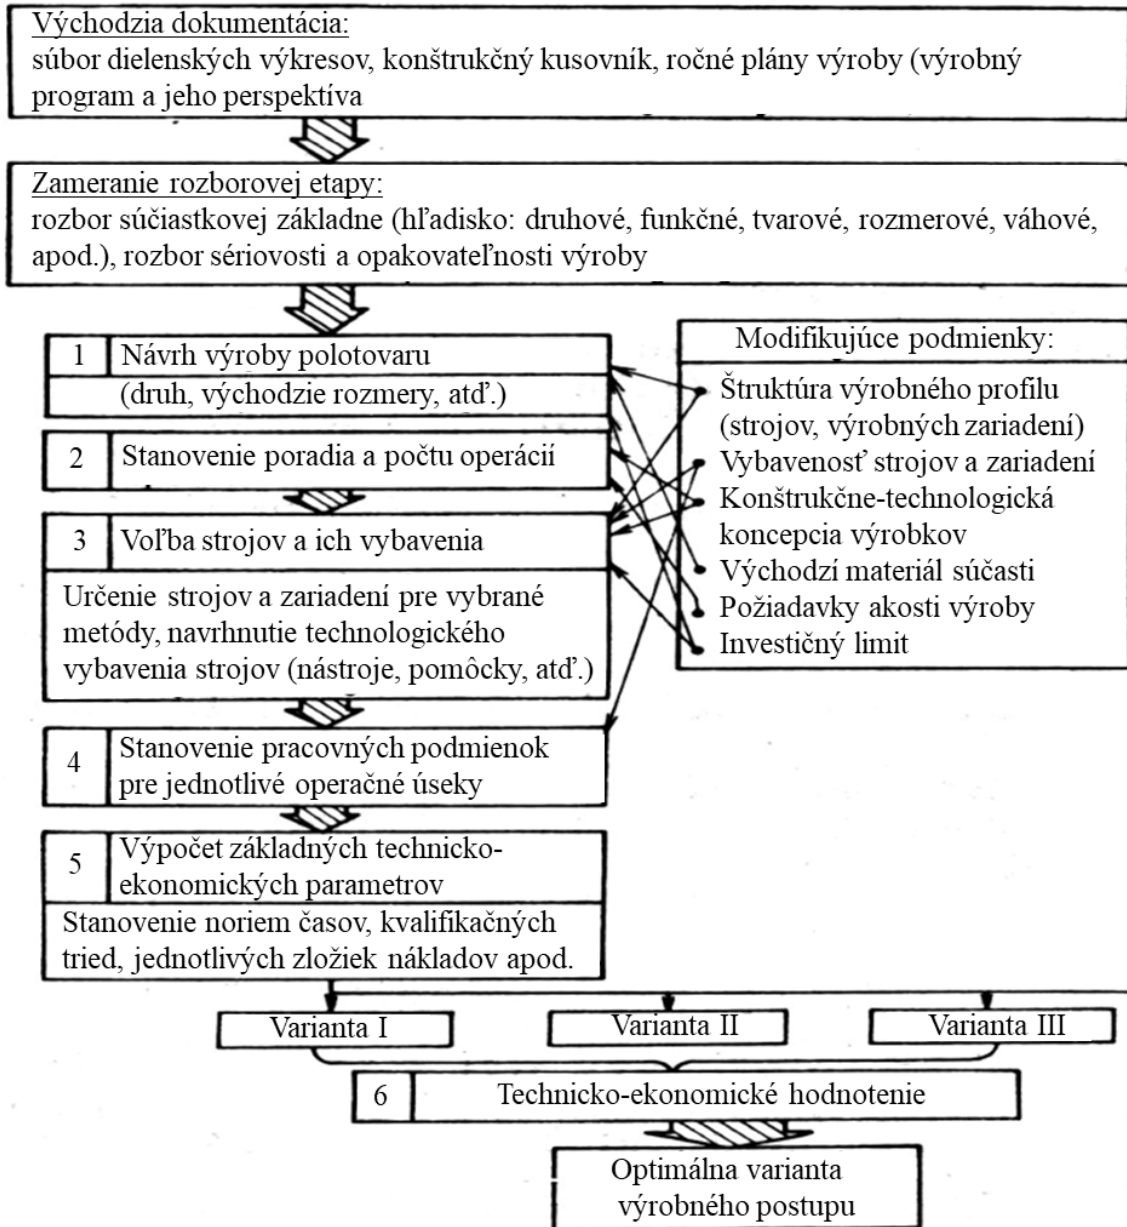 Východzia dokumentácia:
súbor dielenských výkresov, konštrukčný kusovník, ročné plány výroby (výrobný
program a jeho perspektíva
Zameranie rozborovej etapy:
rozbor súčiastkovej základne (hľadisko: druhové, funkčné, tvarové, rozmerové, váhové,
apod.), rozbor sériovosti a opakovateľnosti výroby
1 Návrh výroby polotovaru
(druh, východzie rozmery, atď.)
2 Stanovenie poradia a počtu operácií
3 Voľba strojov a ich vybavenia
Určenie strojov a zariadení pre vybrané
metódy, navrhnutie technologického
vybavenia strojov (nástroje, pomôcky, atď.)
4 Stanovenie pracovných podmienok
pre jednotlivé operačné úseky
5 Výpočet základných technicko-
ekonomických parametrov
Stanovenie noriem časov, kvalifikačných
tried, jednotlivých zložiek nákladov apod.
Modifikujúce podmienky:
Štruktúra výrobného profilu
(strojov, výrobných zariadení)
Vybavenosť strojov a zariadení
Konštrukčne-technologická
koncepcia výrobkov
Východzí materiál súčasti
Požiadavky akosti výroby
Investičný limit
Varianta I
Varianta II
Varianta III
6 Technicko-ekonomické hodnotenie
Optimálna varianta
výrobného postupu